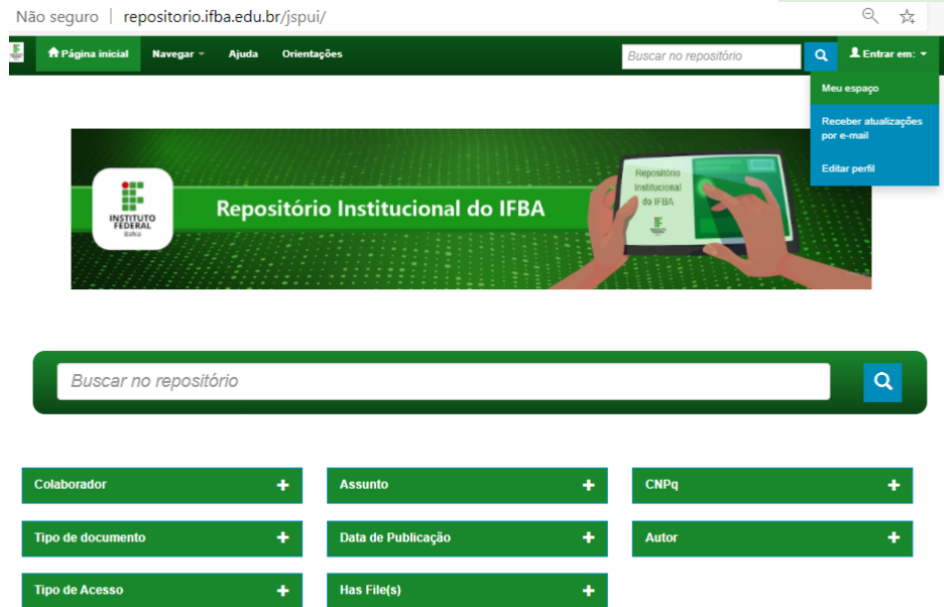 Não seguro | repositorio.ifba.edu.br/jspui/
Página inicial Navegar Ajuda Orientações Buscar no repositório Entrar em:
Meu espaço
Receber atualizações
por e-mail
Editar perfil
INSTITUTO
FEDERAL
Bahia
Repositório Institucional do IFBA
Repositório
Institucional
do IFBA
Buscar no repositório
Colaborador
Assunto
CNPq
Tipo de documento
Data de Publicação
Autor
Tipo de Acesso
Has File(s)